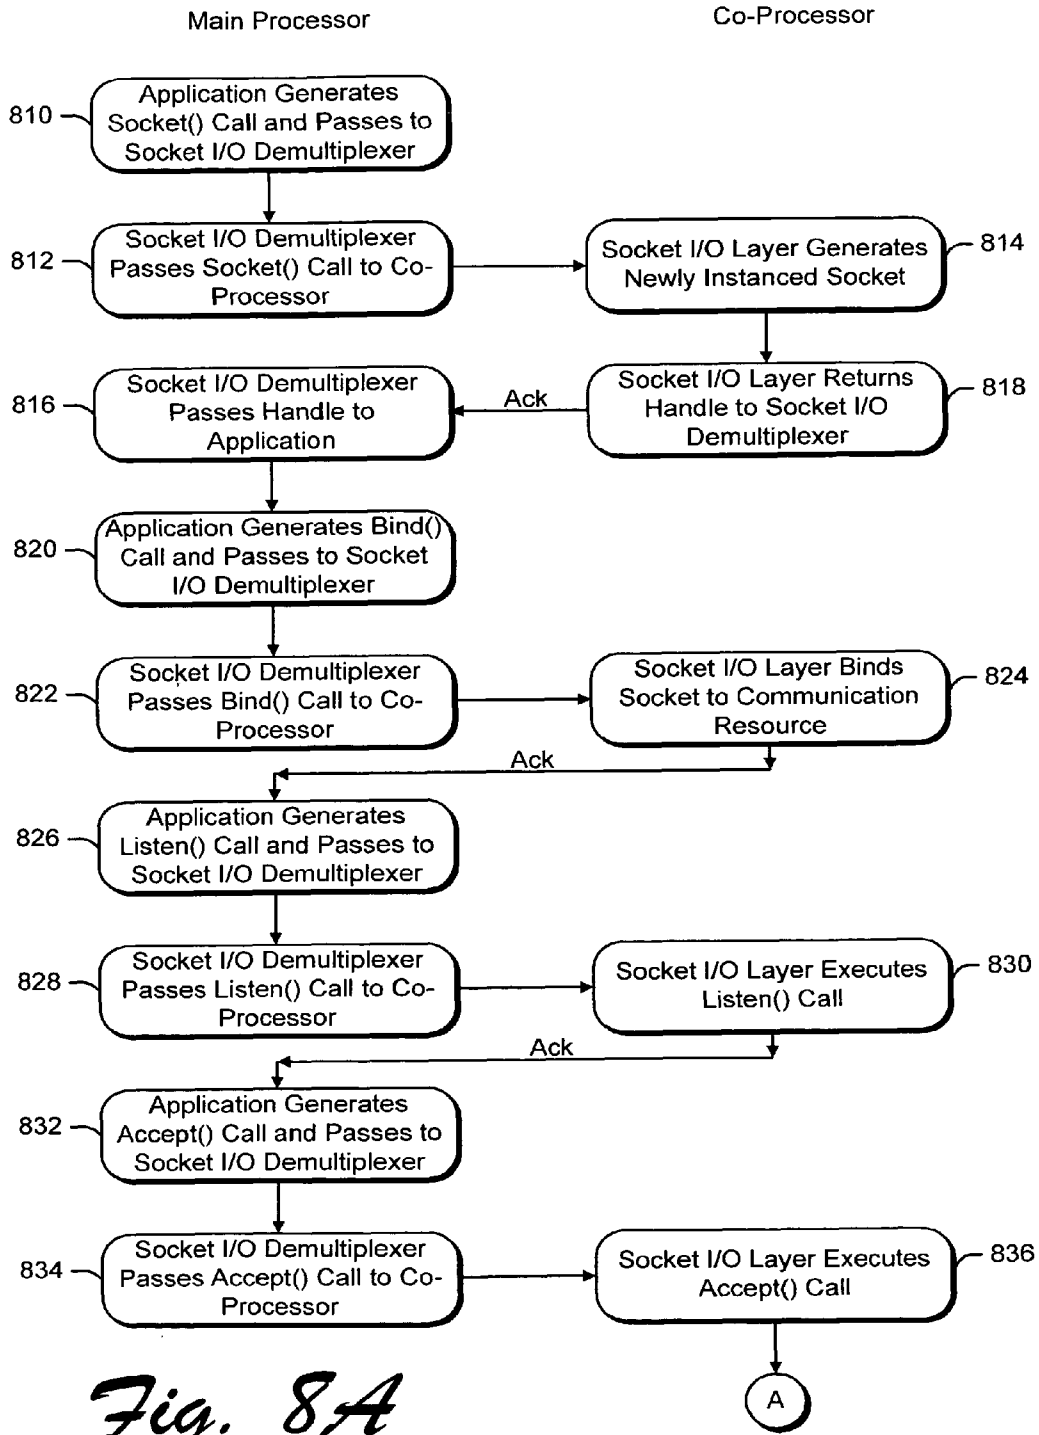 Main Processor
Co-Processor
810
Application Generates
Socket() Call and Passes to
Socket I/O Demultiplexer
812
Socket I/O Demultiplexer
Passes Socket() Call to Co-
Processor
Socket I/O Layer Generates
Newly Instanced Socket
814
816
Socket I/O Demultiplexer
Passes Handle to
Application
Ack
Socket I/O Layer Returns
Handle to Socket I/O
Demultiplexer
818
820
Application Generates Bind()
Call and Passes to Socket
I/O Demultiplexer
822
Socket I/O Demultiplexer
Passes Bind() Call to Co-
Processor
Socket I/O Layer Binds
Socket to Communication
Resource
824
Ack
826
Application Generates
Listen() Call and Passes to
Socket I/O Demultiplexer
828
Socket I/O Demultiplexer
Passes Listen() Call to Co-
Processor
Socket I/O Layer Executes
Listen() Call
830
Ack
832
Application Generates
Accept() Call and Passes to
Socket I/O Demultiplexer
834
Socket I/O Demultiplexer
Passes Accept() Call to Co-
Processor
Socket I/O Layer Executes
Accept() Call
836
A
Fig. 8A